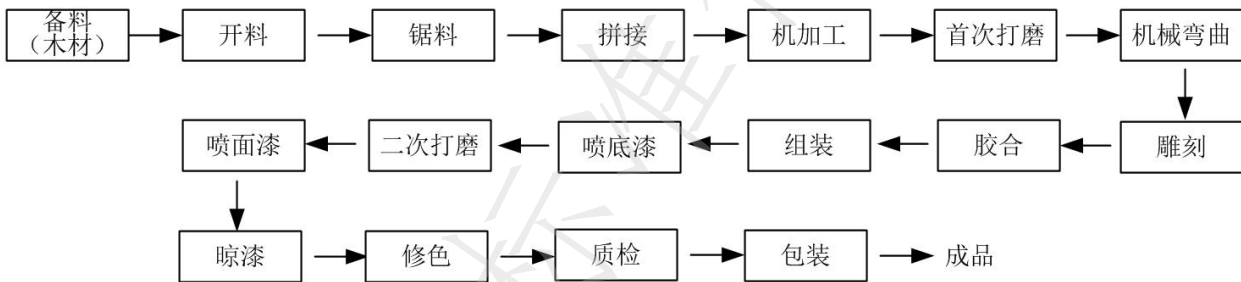 备料
（木材）
开料
锯料
拼接
机加工
首次打磨
机械弯曲
雕刻
胶合
组装
喷底漆
二次打磨
喷面漆
晾漆
修色
质检
包装
成品